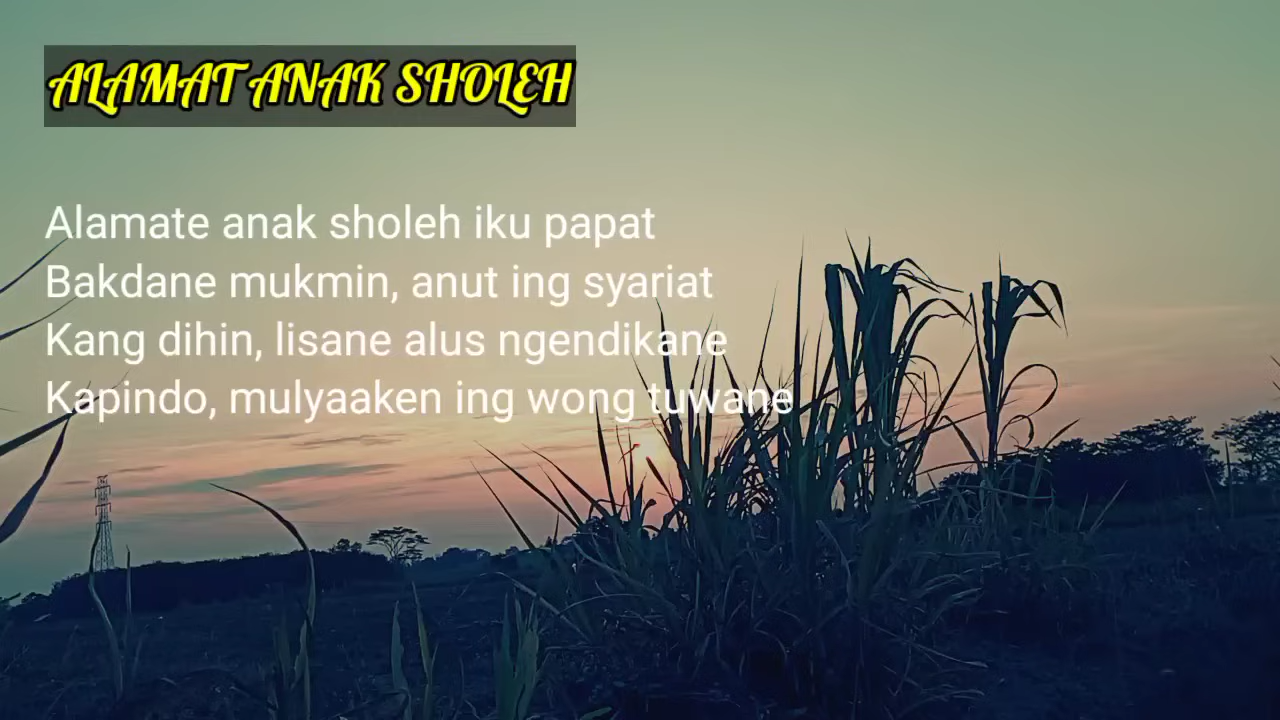 ALAMAT ANAK SHOLEH
Alamate anak sholeh iku papat
Bakdane mukmin, anut ing syariat
Kang dihin, lisane alus ngendikane
Kapindo, mulyaaken ing wong tuwane